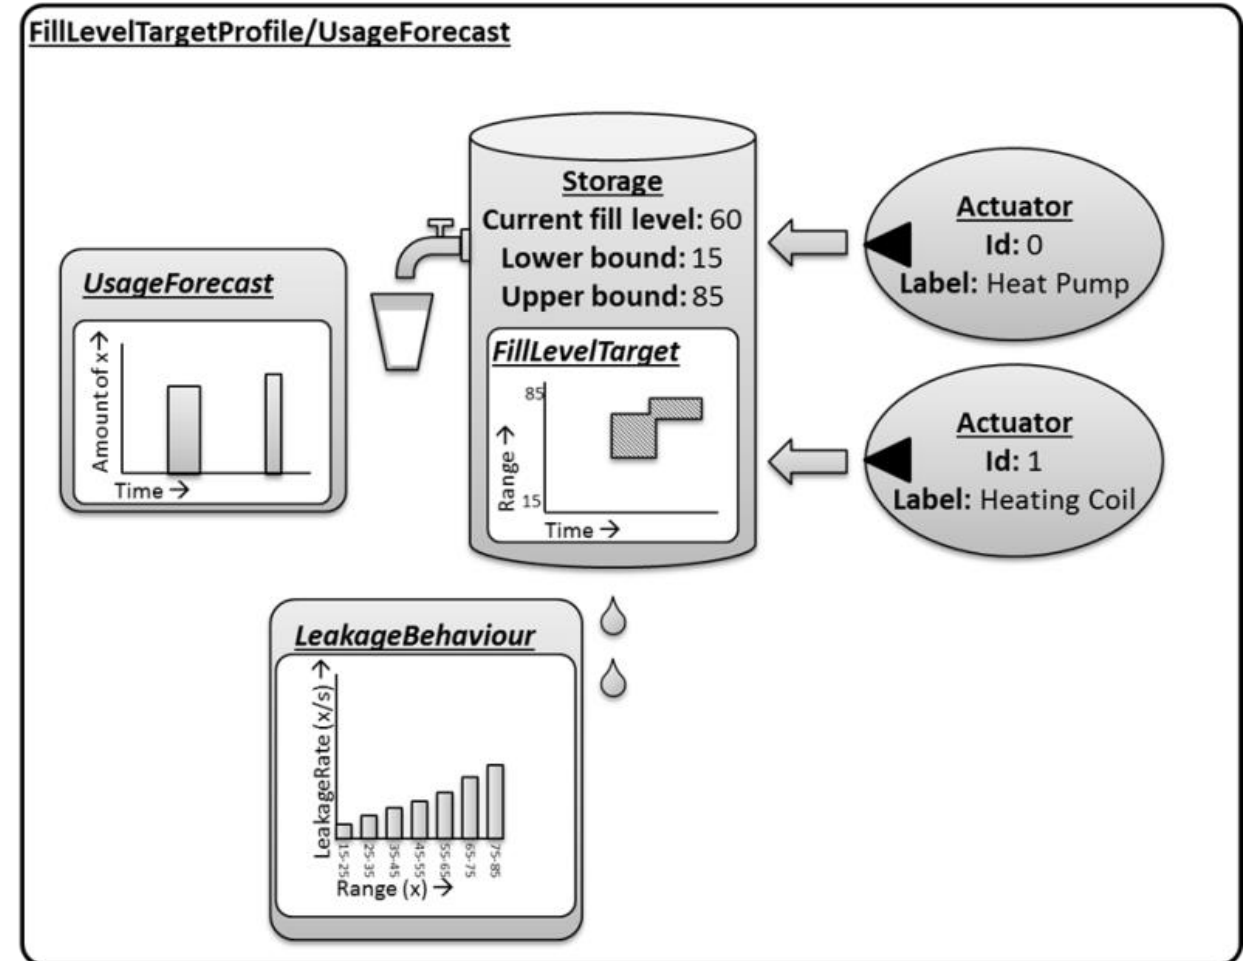 FillLevelTargetProfile/UsageForecast
Storage
Current fill level: 60
Lower bound: 15
Upper bound: 85
FillLevelTarget
85
Range →
15
Time →
Actuator
Id: 0
Label: Heat Pump
Actuator
Id: 1
Label: Heating Coil
UsageForecast
Amount of x→
Time →
LeakageBehaviour
LeakageRate (x/s) →
15-25
25-35
35-45
45-55
55-65
65-75
75-85
Range (x) →